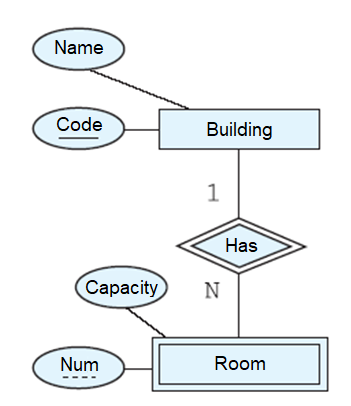 Name
Code
Building
1
Has
Capacity
N
Num
Room